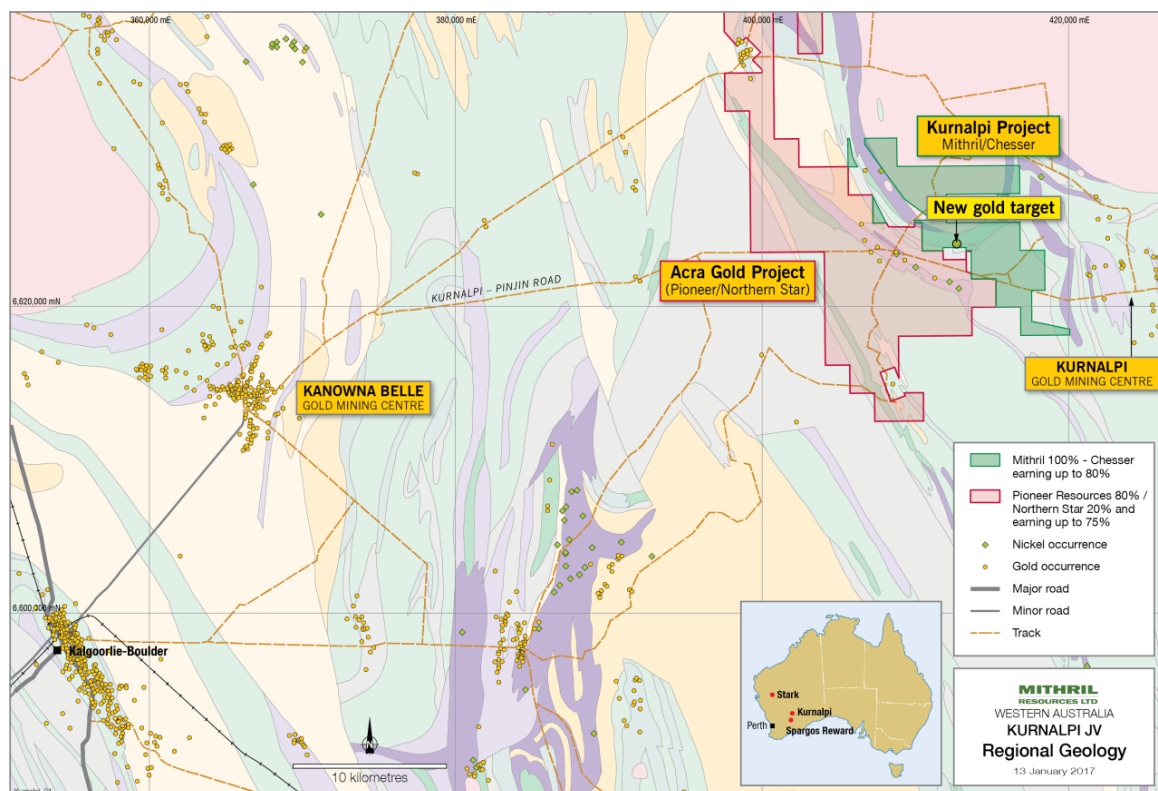 360,000 mE
380,000 mE
400,000 mE
420,000 mE
Kurnalpi Project
Mithril/Chesser
New gold target
Acra Gold Project
(Pioneer/Northern Star)
KURNALPI – PINJIN ROAD
6,620,000 mN
KANOWNA BELLE
GOLD MINING CENTRE
KURNALPI
GOLD MINING CENTRE
6,600,000 mN
Kalgoorlie-Boulder
10 kilometres
N
Mithril 100% - Chesser
earning up to 80%
Pioneer Resources 80% /
Northern Star 20% and
earning up to 75%
Nickel occurrence
Gold occurrence
Major road
Minor road
Track
Stark
Kurnalpi
Perth
Spargos Reward
MITHRIL
RESOURCES LTD
WESTERN AUSTRALIA
KURNALPI JV
Regional Geology
13 January 2017